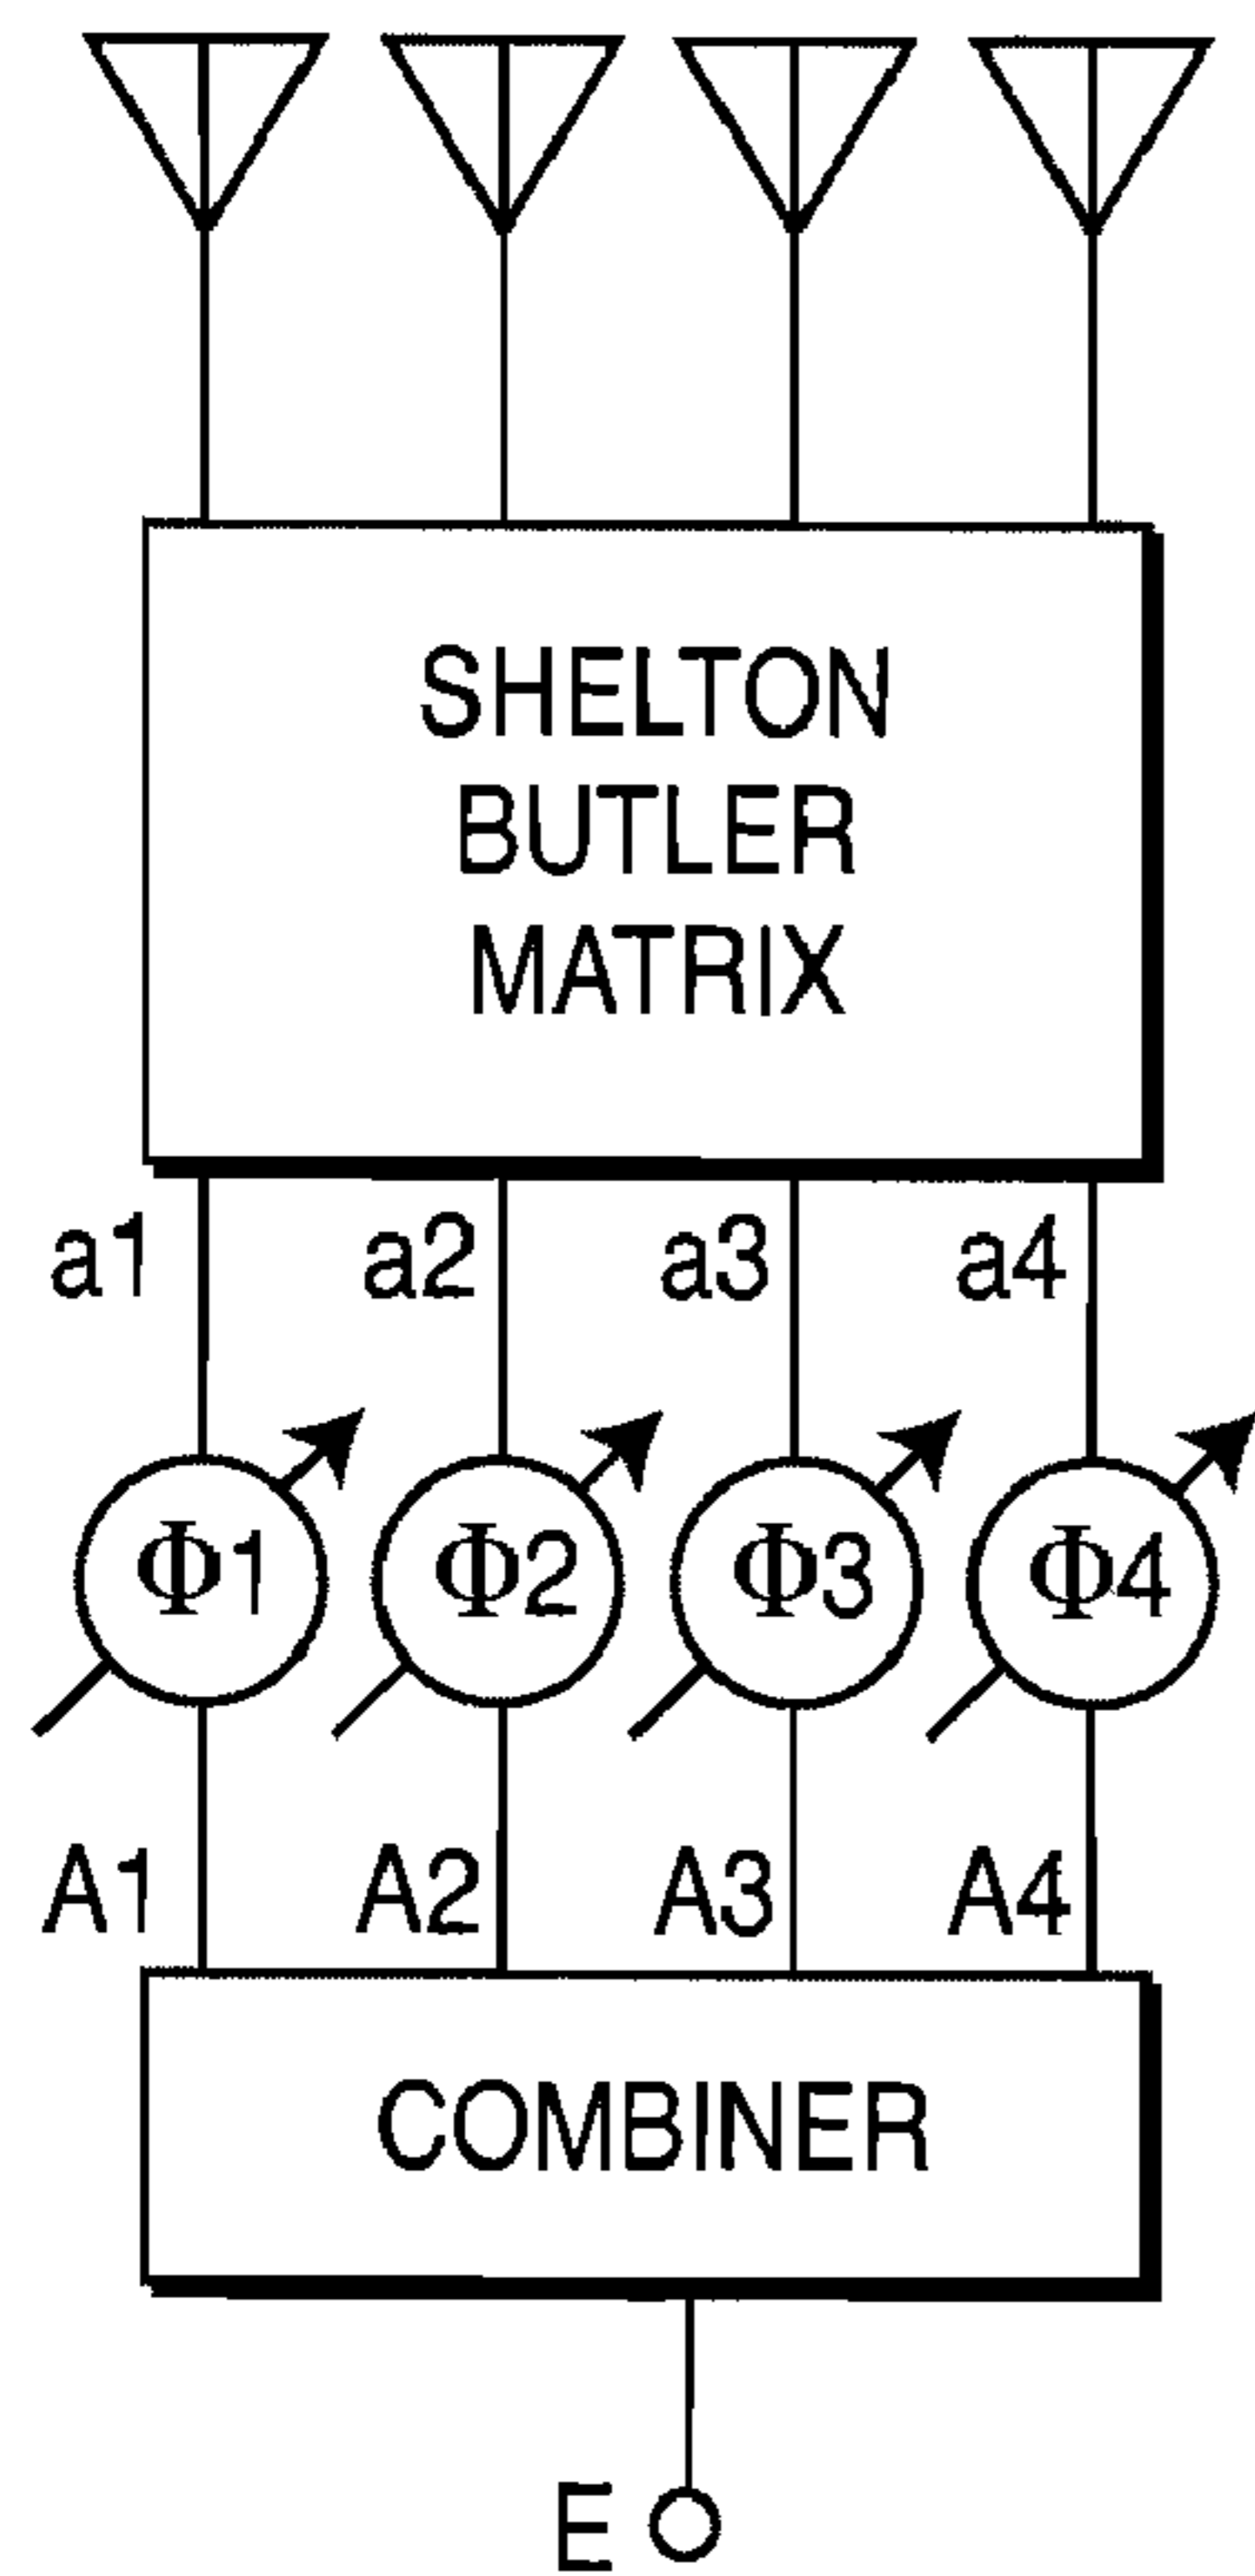 SHELTON
BUTLER
MATRIX
a1 a2 a3 a4
Φ1 Φ2 Φ3 Φ4
A1 A2 A3 A4
COMBINER
E